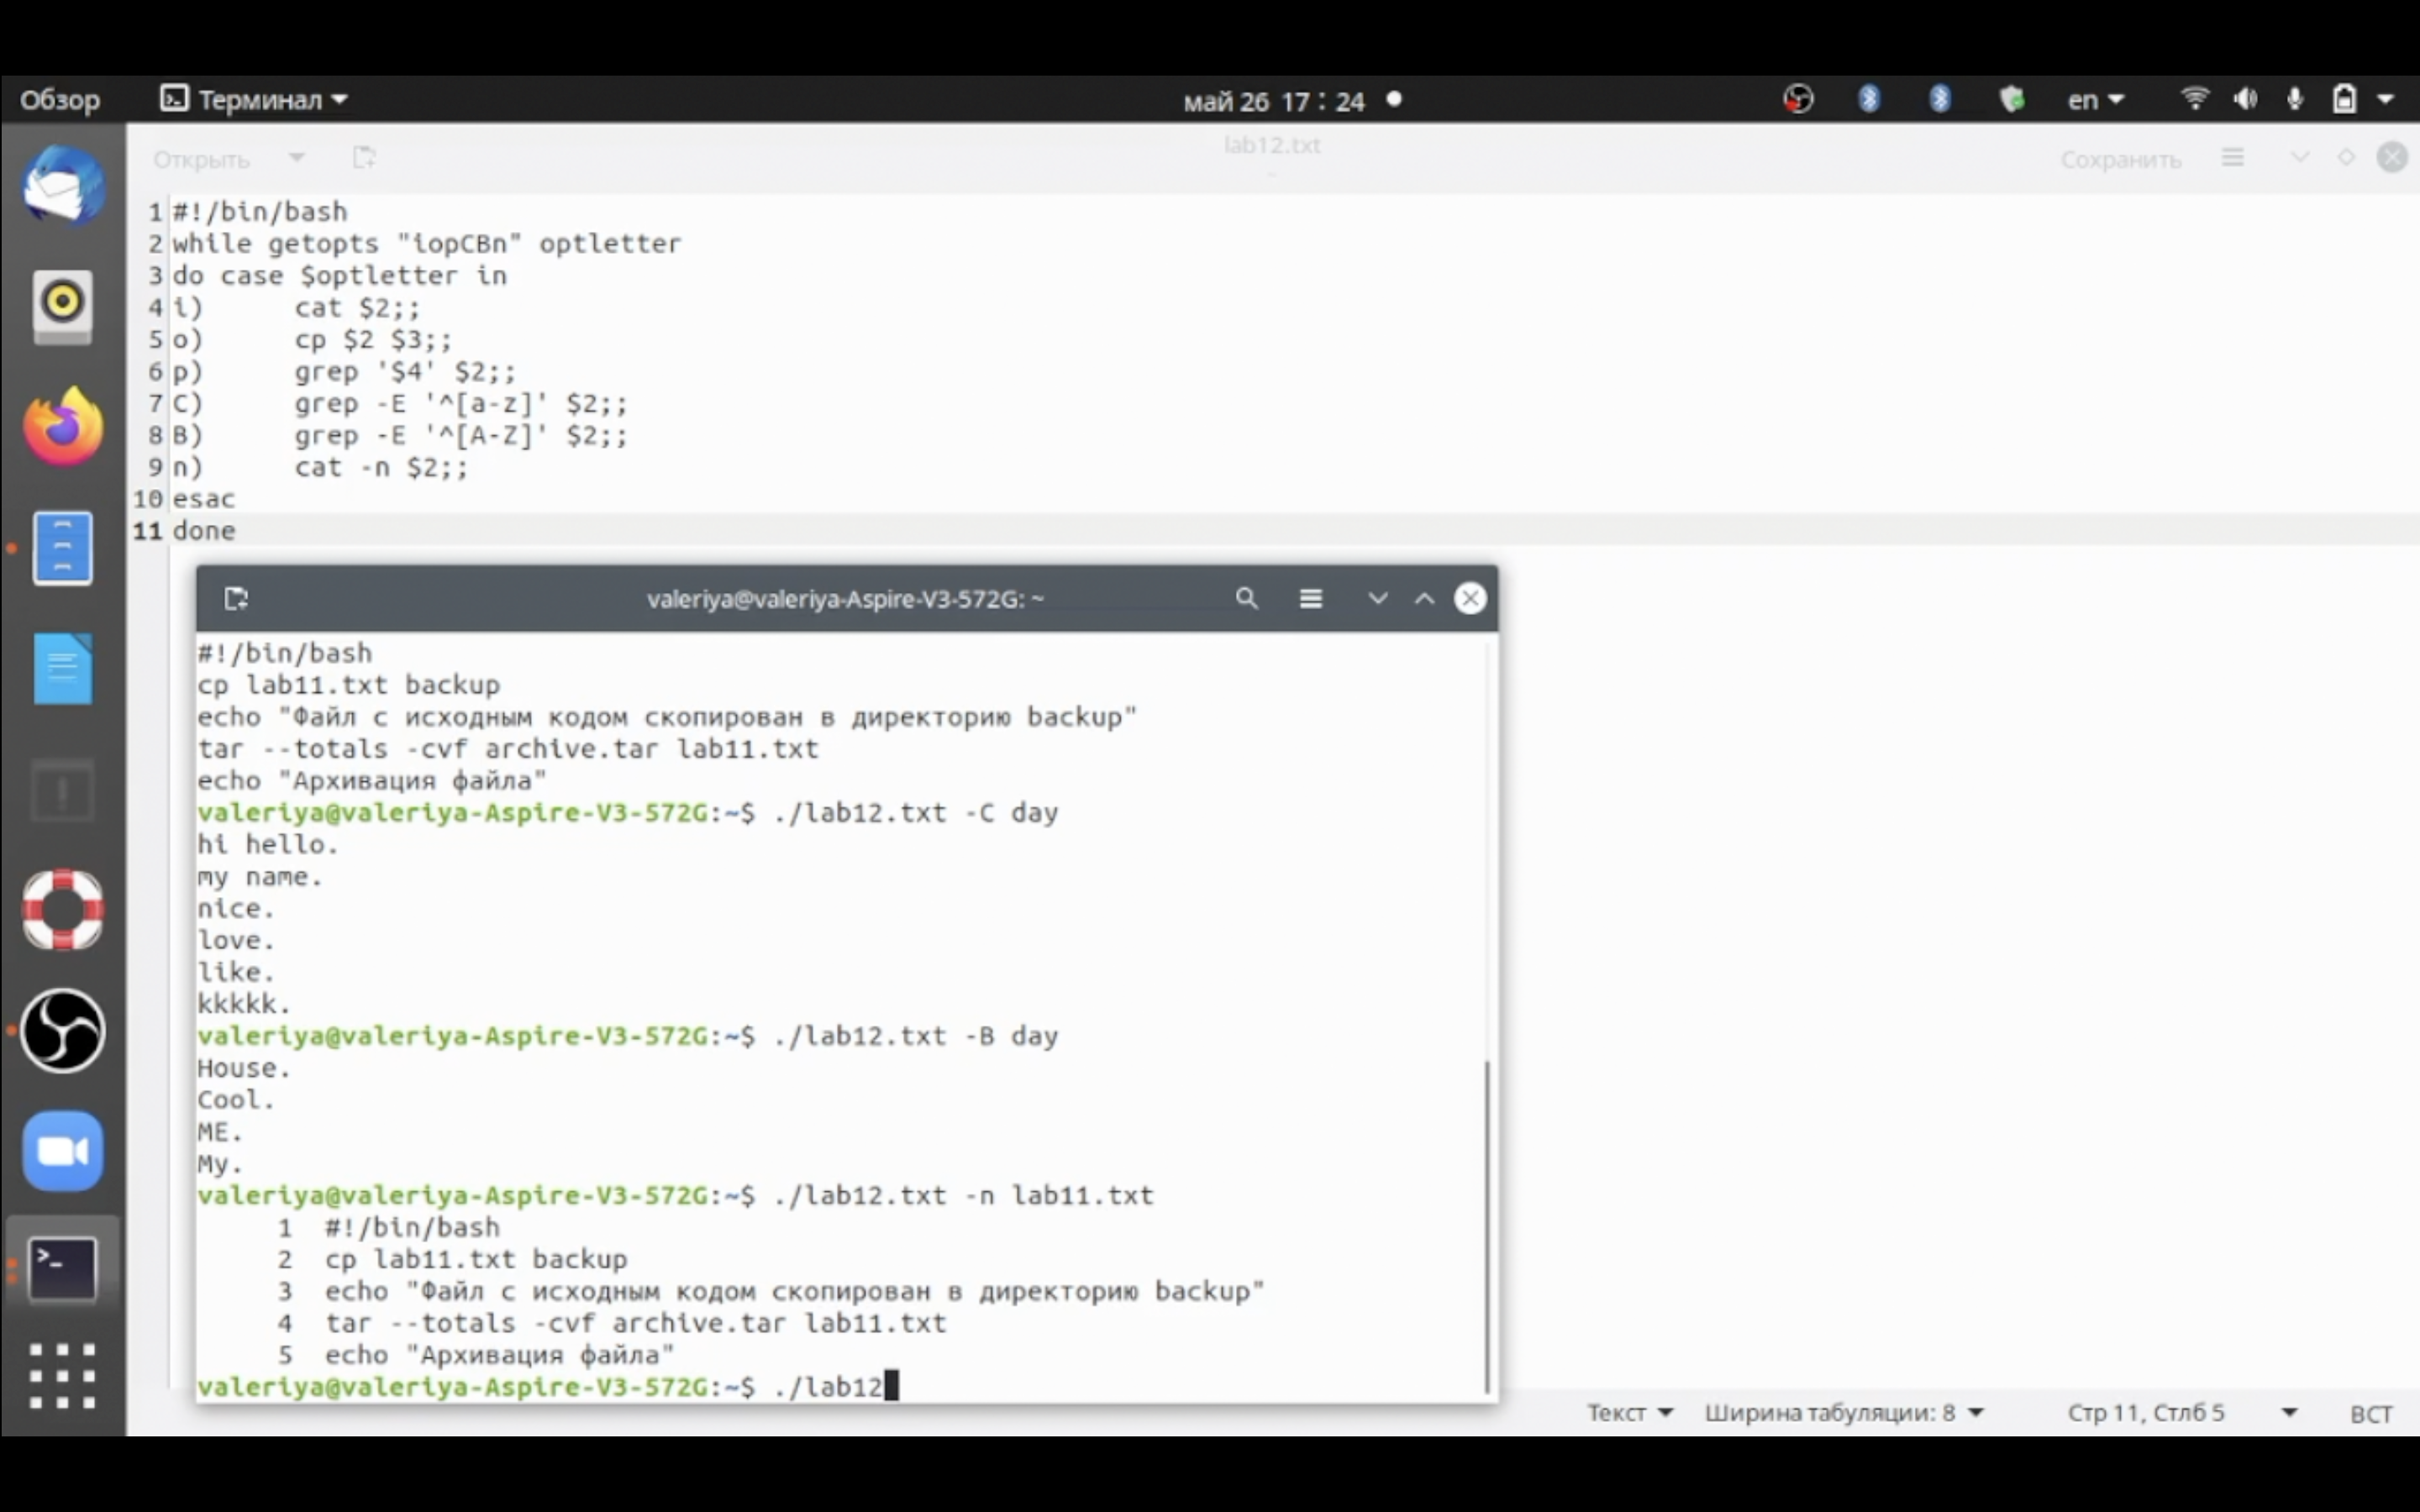 Обзор Терминал май 26 17 : 24 en
Открыть lab12.txt Сохранить
1 #!/bin/bash
2 while getopts "iopCBn" optletter
3 do case $optletter in
4 i) cat $2;;
5 o) cp $2 $3;;
6 p) grep '$4' $2;;
7 C) grep -E '^[a-z]' $2;;
8 B) grep -E '^[A-Z]' $2;;
9 n) cat -n $2;;
10 esac
11 done
valeriya@valeriya-Aspire-V3-572G: ~
#!/bin/bash
cp lab11.txt backup
echo "Файл с исходным кодом скопирован в директорию backup"
tar --totals -cvf archive.tar lab11.txt
echo "Архивация файла"
valeriya@valeriya-Aspire-V3-572G:~$ ./lab12.txt -C day
hi hello.
my name.
nice.
love.
like.
kkkkk.
valeriya@valeriya-Aspire-V3-572G:~$ ./lab12.txt -B day
House.
Cool.
ME.
My.
valeriya@valeriya-Aspire-V3-572G:~$ ./lab12.txt -n lab11.txt
1 #!/bin/bash
2 cp lab11.txt backup
3 echo "Файл с исходным кодом скопирован в директорию backup"
4 tar --totals -cvf archive.tar lab11.txt
5 echo "Архивация файла"
valeriya@valeriya-Aspire-V3-572G:~$ ./lab12
Текст Ширина табуляции: 8 Стр 11, Стлб 5 ВСТ